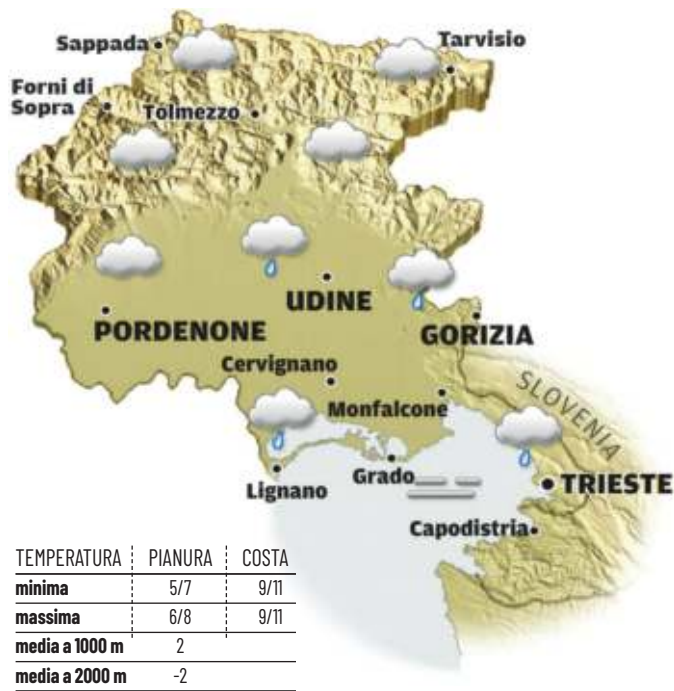 Sappada
Tarvisio
Forni di
Sopra
Tolmezzo
UDINE
PORDENONE
GORIZIA
Cervignano
SLOVENIA
Monfalcone
Grado
Lignano
TRIESTE
Capodistria
TEMPERATURA PIANURA COSTA
minima 5/7 9/11
massima 6/8 9/11
media a 1000 m 2
media a 2000 m -2